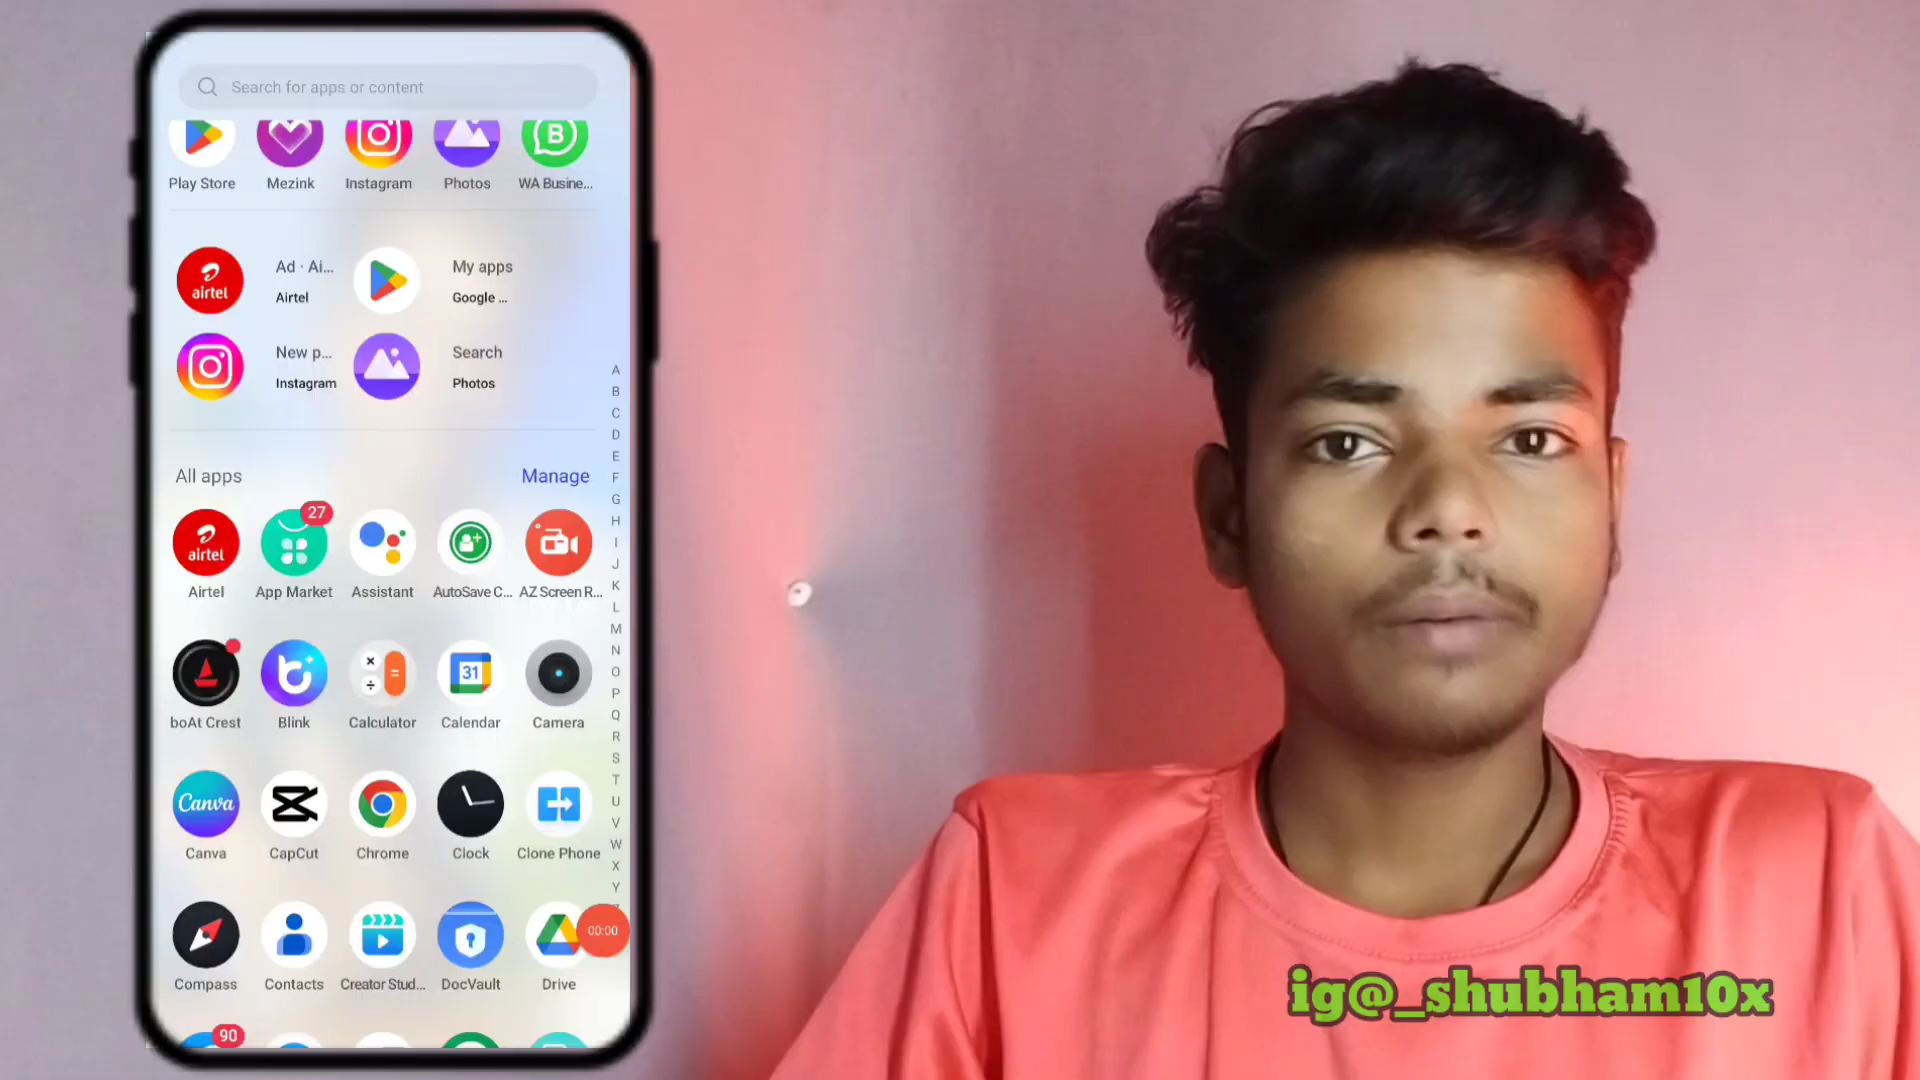 Search for apps or content
Play Store Mezink Instagram Photos WA Busine...
Ad · Ai... My apps
Airtel Google ...
New p... Search
Instagram Photos
All apps Manage
airtel
airtel
27
Airtel App Market Assistant AutoSave C... AZ Screen R...
31
boAt Crest Blink Calculator Calendar Camera
Canva
Canva CapCut Chrome Clock Clone Phone
00:00
Compass Contacts Creator Stud... DocVault Drive
90
A
B
C
D
E
F
G
H
I
J
K
L
M
N
O
P
Q
R
S
T
U
V
W
X
Y
ig@_shubham10x